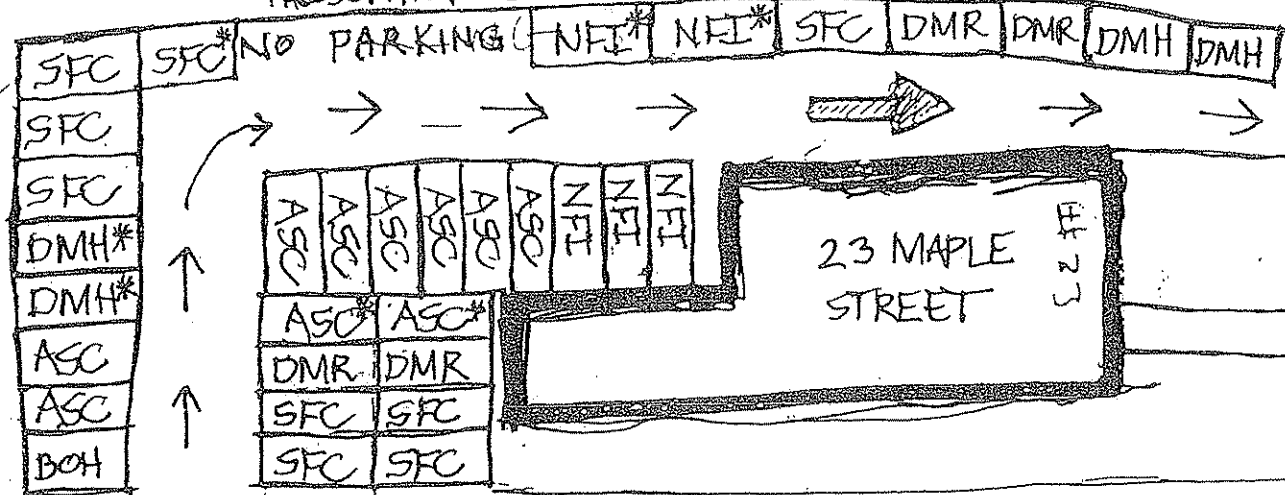 SFC SFC* NO PARKING NFI* NFI* SFC DMR DMR DMH DMH
SFC
SFC
DMH*
DMH*
ASC
ASC
BOH
ASC ASC ASC ASC ASC ASC NFI NFI NFI
ASC* ASC*
DMR DMR
SFC SFC
SFC SFC
23 MAPLE
STREET
#23